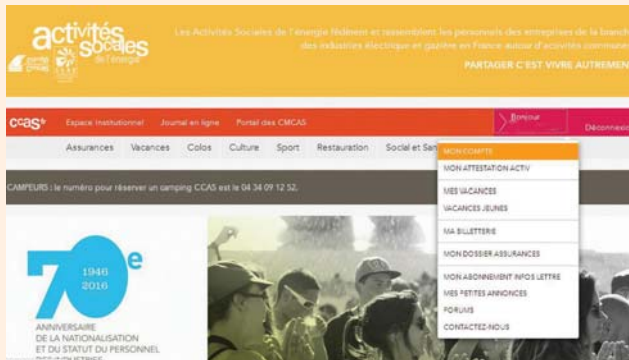 activités
sociales
de l'énergie
Les Activités Sociales de l'énergie fédèrent et rassemblent les personnels des entreprises de la branche
des industries électrique et gazière en France autour d'activités communes
PARTAGER C'EST VIVRE AUTREMENT
ccas
Espace Institutionnel
Journal en ligne
Portail des CMCAS
Bonjour
Déconnexio
Assurances
Vacances
Colos
Culture
Sport
Restauration
Social et San
MON COMPTE
MON ATTESTATION ACTIV
MES VACANCES
VACANCES JEUNES
MA BILLETTERIE
MON DOSSIER ASSURANCES
MON ABONNEMENT INFOS LETTRE
MES PETITES ANNONCES
FORUMS
CONTACTEZ-NOUS
CAMPEURS : le numéro pour réserver un camping CCAS est le 04 34 09 12 52.
70e
1946
2016
ANNIVERSAIRE
DE LA NATIONALISATION
ET DU STATUT DU PERSONNEL
DES INDUSTRIES